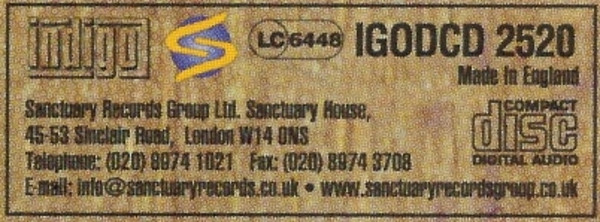 indigo S LC 6448 IGODCD 2520
Made In England
Sanctuary Records Group Ltd. Sanctuary House,
45-53 Sinclair Road, London W14 ONS
Telephone: (020) 8974 1021 Fax: (020) 8974 3708
E-mail: info@sanctuaryrecords.co.uk • www.sanctuaryrecordsgroup.co.uk
COMPACT
disc
DIGITAL AUDIO